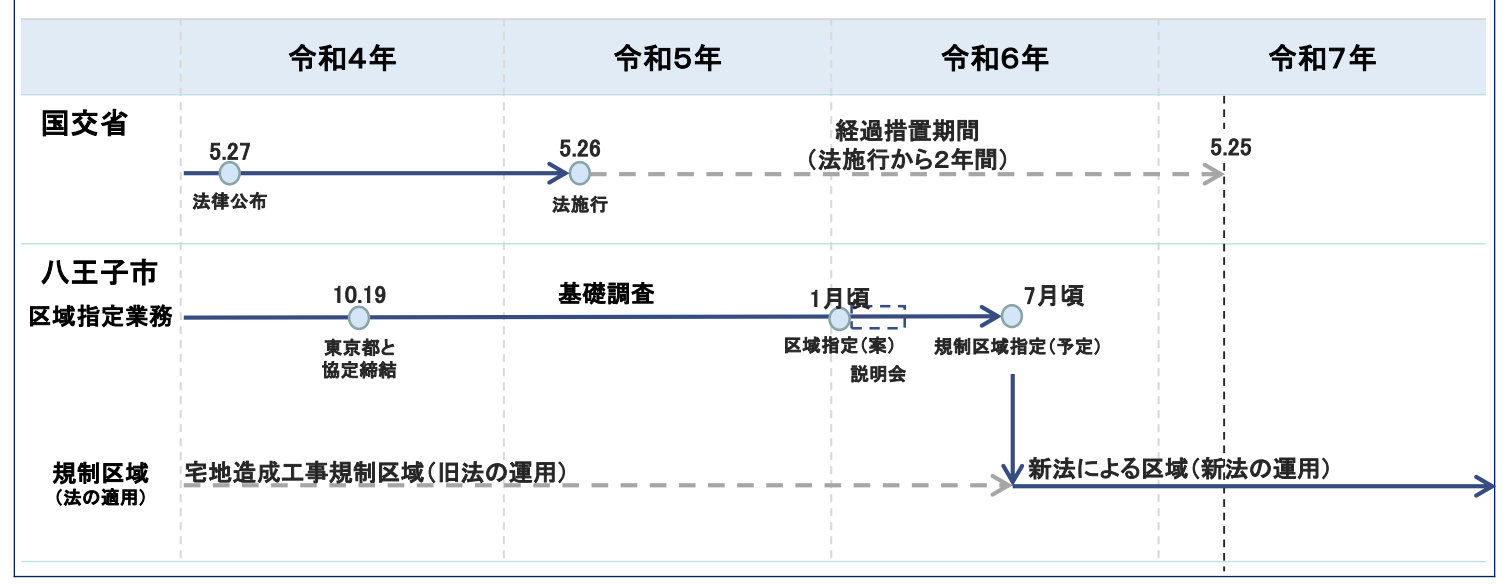 令和4年
令和5年
令和6年
令和7年
国交省
5.27
法律公布
5.26
法施行
経過措置期間
（法施行から2年間）
5.25
八王子市
区域指定業務
10.19
東京都と
協定締結
基礎調査
1月頃
区域指定（案）
説明会
7月頃
規制区域指定（予定）
規制区域
（法の適用）
宅地造成工事規制区域（旧法の運用）
新法による区域（新法の運用）